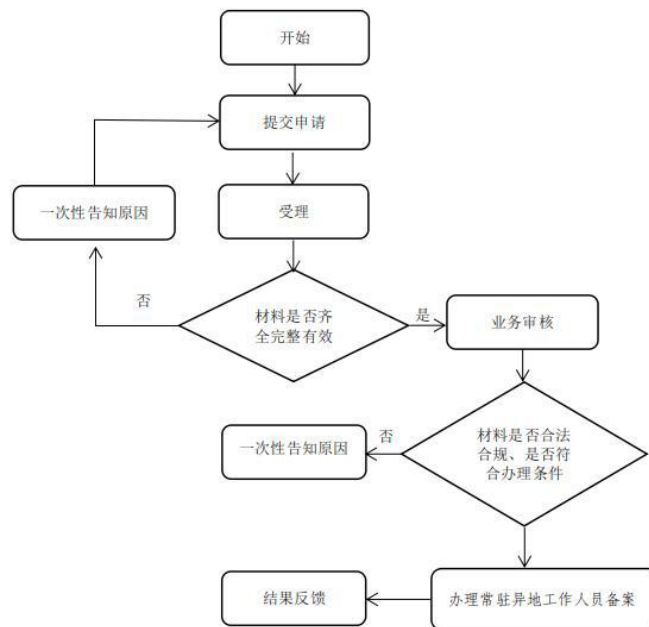 开始
提交申请
一次性告知原因
受理
否
材料是否齐
全完整有效
是
业务审核
一次性告知原因
否
材料是否合法
合规、是否符
合办理条件
结果反馈
办理常驻异地工作人员备案